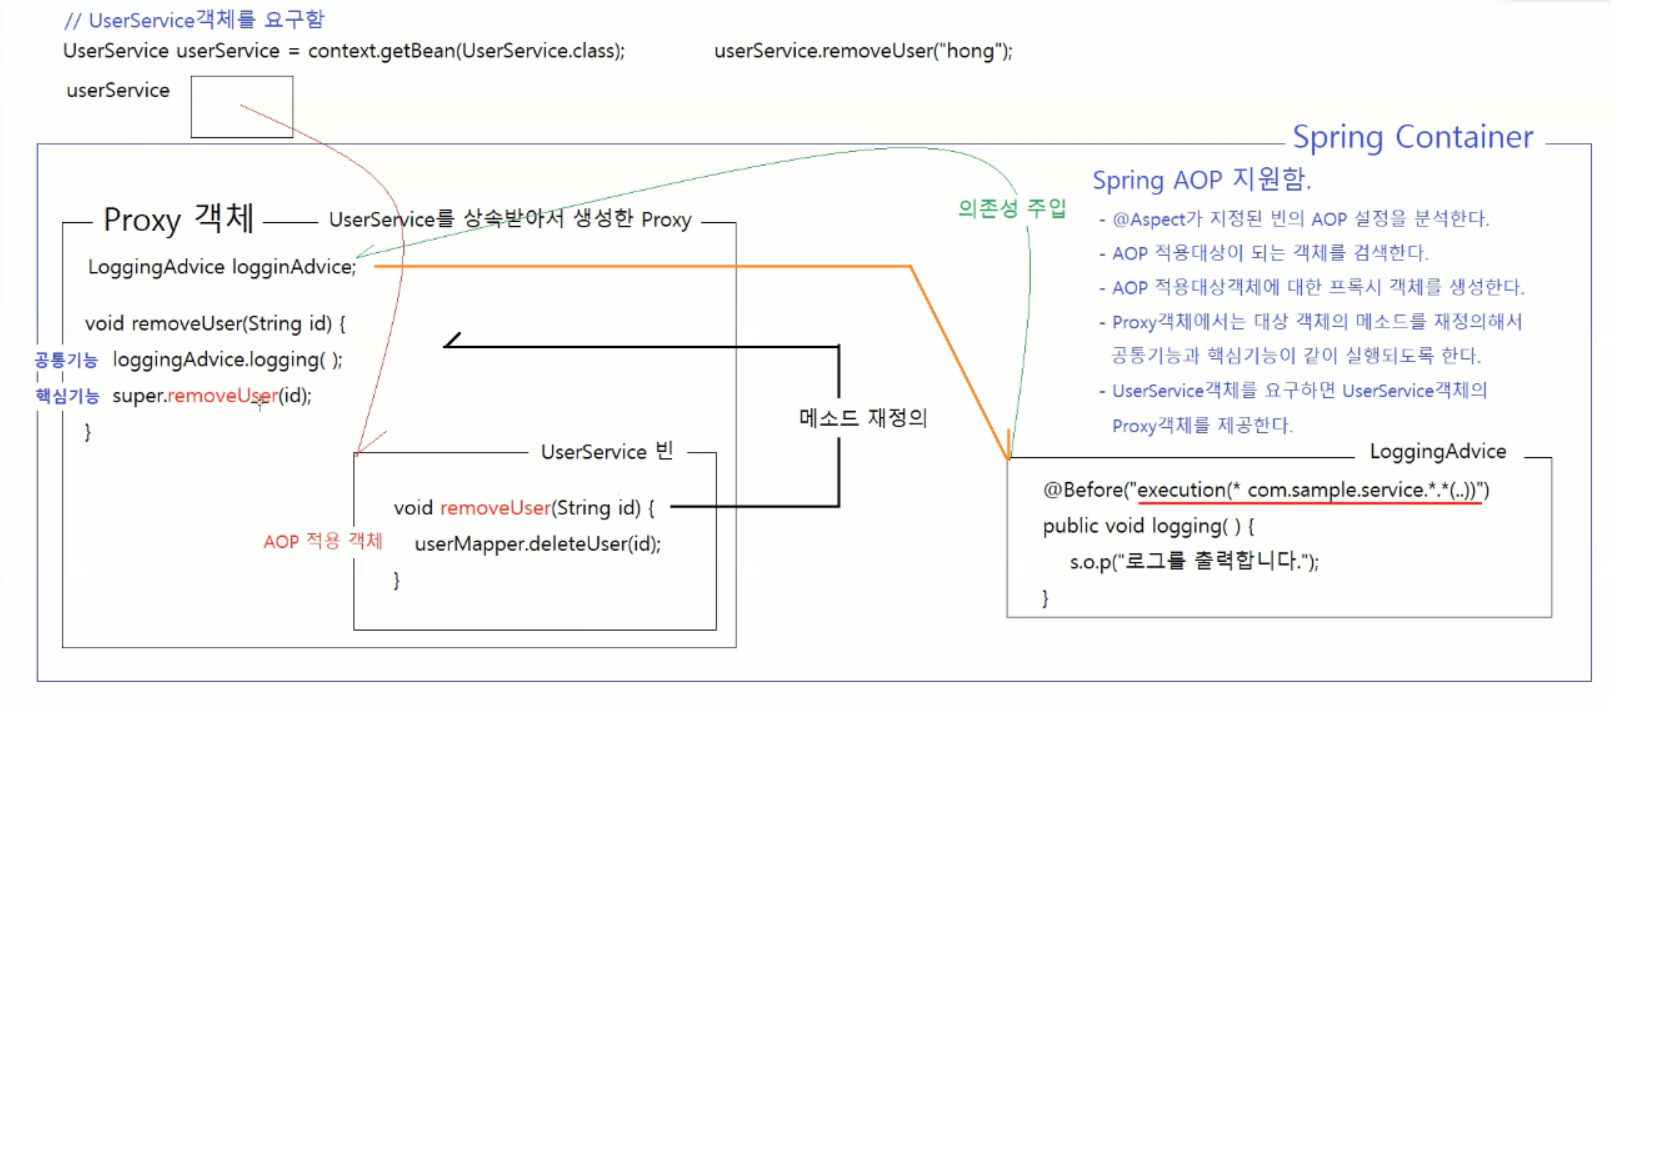 // UserService객체를 요구함
UserService userService = context.getBean(UserService.class);
userService.removeUser("hong");
userService
Spring Container
Spring AOP 지원함.
- @Aspect가 지정된 빈의 AOP 설정을 분석한다.
- AOP 적용대상이 되는 객체를 검색한다.
- AOP 적용대상객체에 대한 프록시 객체를 생성한다.
- Proxy객체에서는 대상 객체의 메소드를 재정의해서
공통기능과 핵심기능이 같이 실행되도록 한다.
- UserService객체를 요구하면 UserService객체의
Proxy객체를 제공한다.
의존성 주입
Proxy 객체
UserService를 상속받아서 생성한 Proxy
LoggingAdvice logginAdvice;
void removeUser(String id) {
공통기능 loggingAdvice.logging( );
핵심기능 super.removeUser(id);
}
메소드 재정의
UserService 빈
void removeUser(String id) {
AOP 적용 객체
userMapper.deleteUser(id);
}
LoggingAdvice
@Before("execution(* com.sample.service.*.*(..))")
public void logging( ) {
s.o.p("로그를 출력합니다.");
}